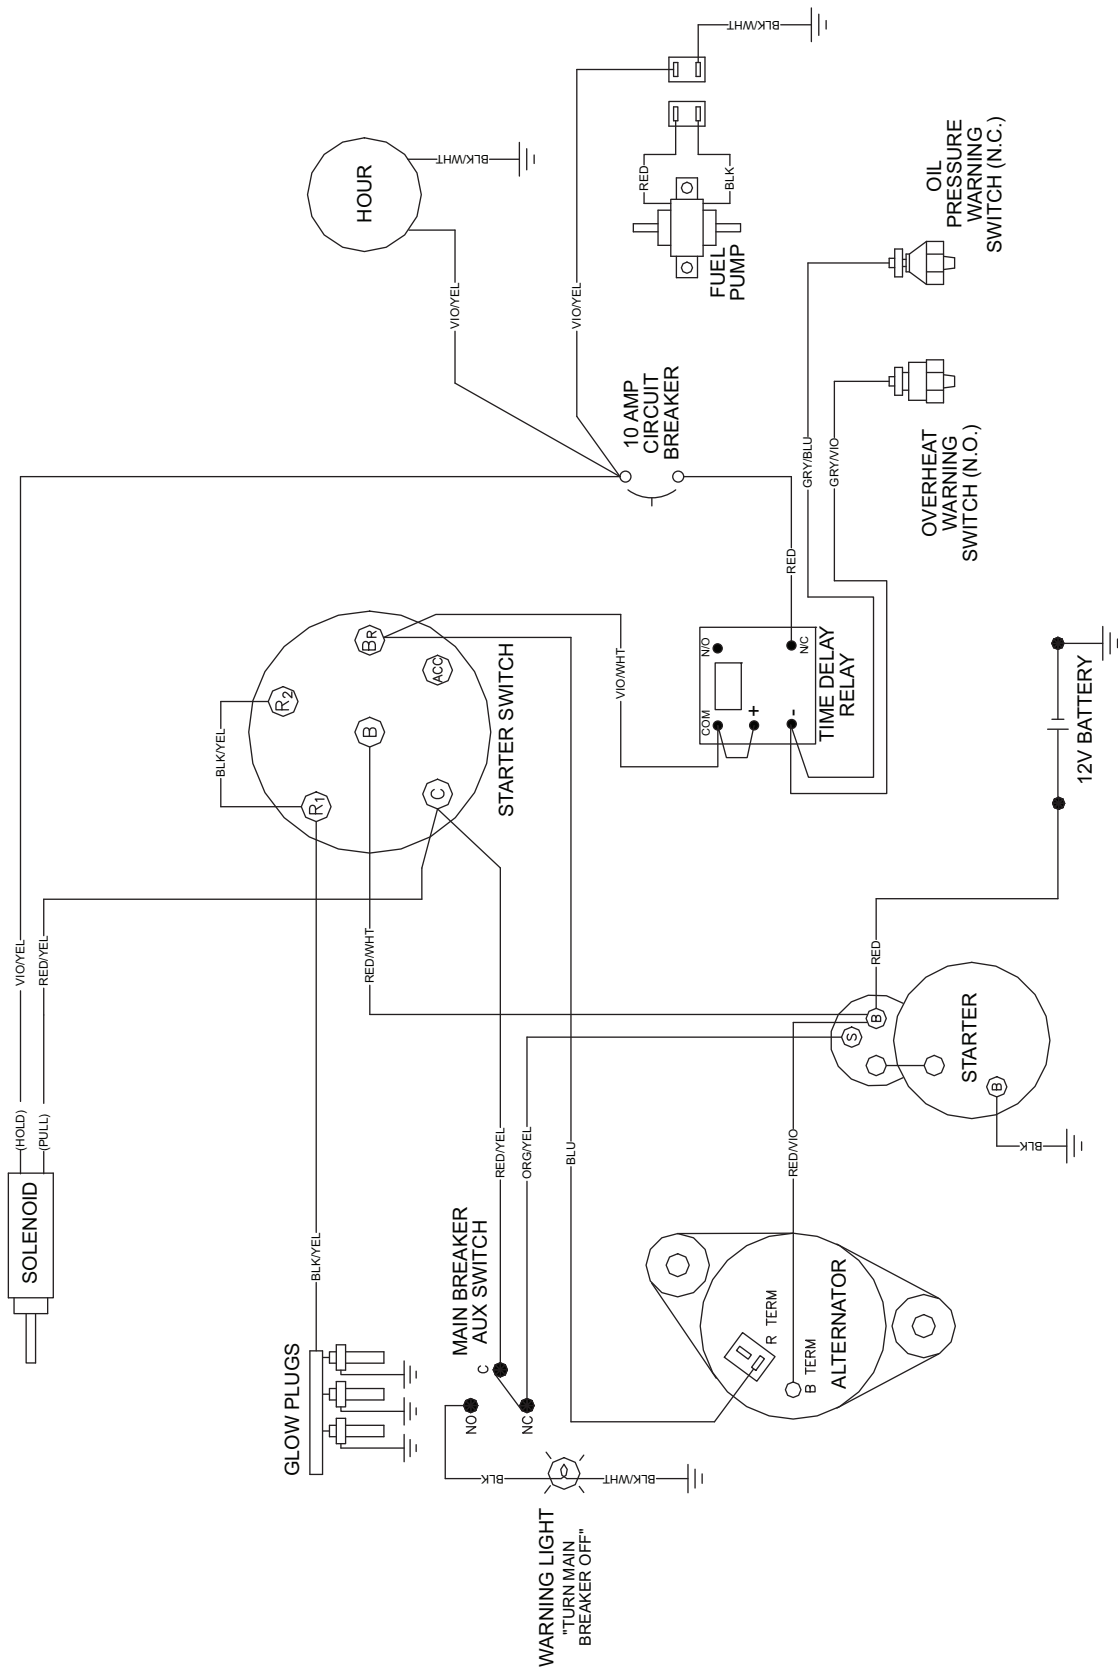 SOLENOID
(HOLD)
(PULL)
VIO/YEL
RED/YEL
HOUR
BLK/WHT
VIO/YEL
BLK/WHT
VIO/YEL
RED
BLK
FUEL
PUMP
OIL
PRESSURE
WARNING
SWITCH (N.C.)
OVERHEAT
WARNING
SWITCH (N.O.)
GRY/BLU
GRY/VIO
10 AMP
CIRCUIT
BREAKER
RED
BLK/YEL
R1
R2
B
BR
ACC
C
STARTER SWITCH
VIO/WHT
COM
N/O
+
-
N/C
TIME DELAY
RELAY
12V BATTERY
RED/WHT
RED
S
B
B
STARTER
BLK
GLOW PLUGS
BLK/YEL
MAIN BREAKER
AUX SWITCH
C
NO
NC
RED/YEL
ORG/YEL
BLU
RED/VIO
R TERM
B TERM
ALTERNATOR
BLK
BLK/WHT
WARNING LIGHT
"TURN MAIN
BREAKER OFF"